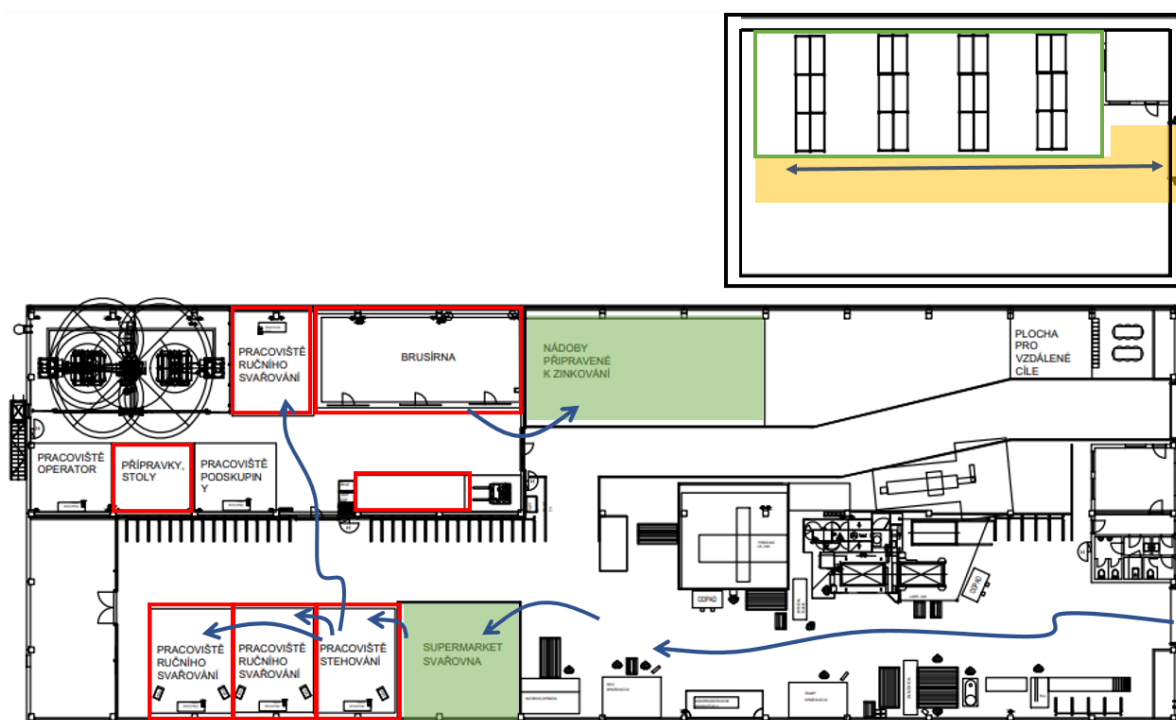 PRACOVIŠTĚ
RUČNÍHO
SVAŘOVÁNÍ
BRUSÍRNA
NÁDOBY
PŘIPRAVENÉ
K ZINKOVÁNÍ
PLOCHA
PRO
VZDÁLENÉ
CÍLE
PRACOVIŠTĚ
OPERATOR
PŘÍPRAVKY,
STOLY
PRACOVIŠTĚ
PODSKUPIN
Y
ODPAD
ODPAD
PRACOVIŠTĚ
RUČNÍHO
SVAŘOVÁNÍ
PRACOVIŠTĚ
RUČNÍHO
SVAŘOVÁNÍ
PRACOVIŠTĚ
STEHOVÁNÍ
SUPERMARKET
SVAŘOVNA